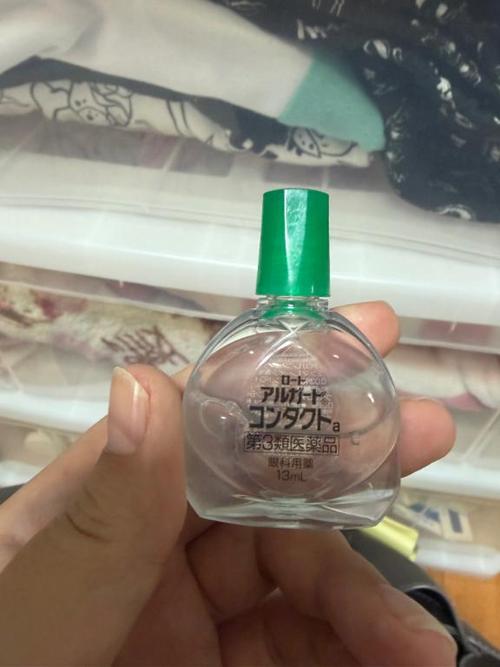 ロート
アルガード
コンタクトa
第3類医薬品
眼科用薬
13mL